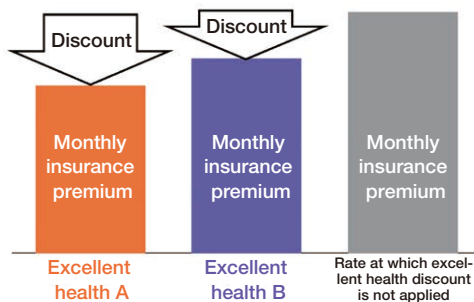 Discount
Discount
Monthly
insurance
premium
Monthly
insurance
premium
Monthly
insurance
premium
Excellent
health A
Excellent
health B
Rate at which excel-
lent health discount
is not applied